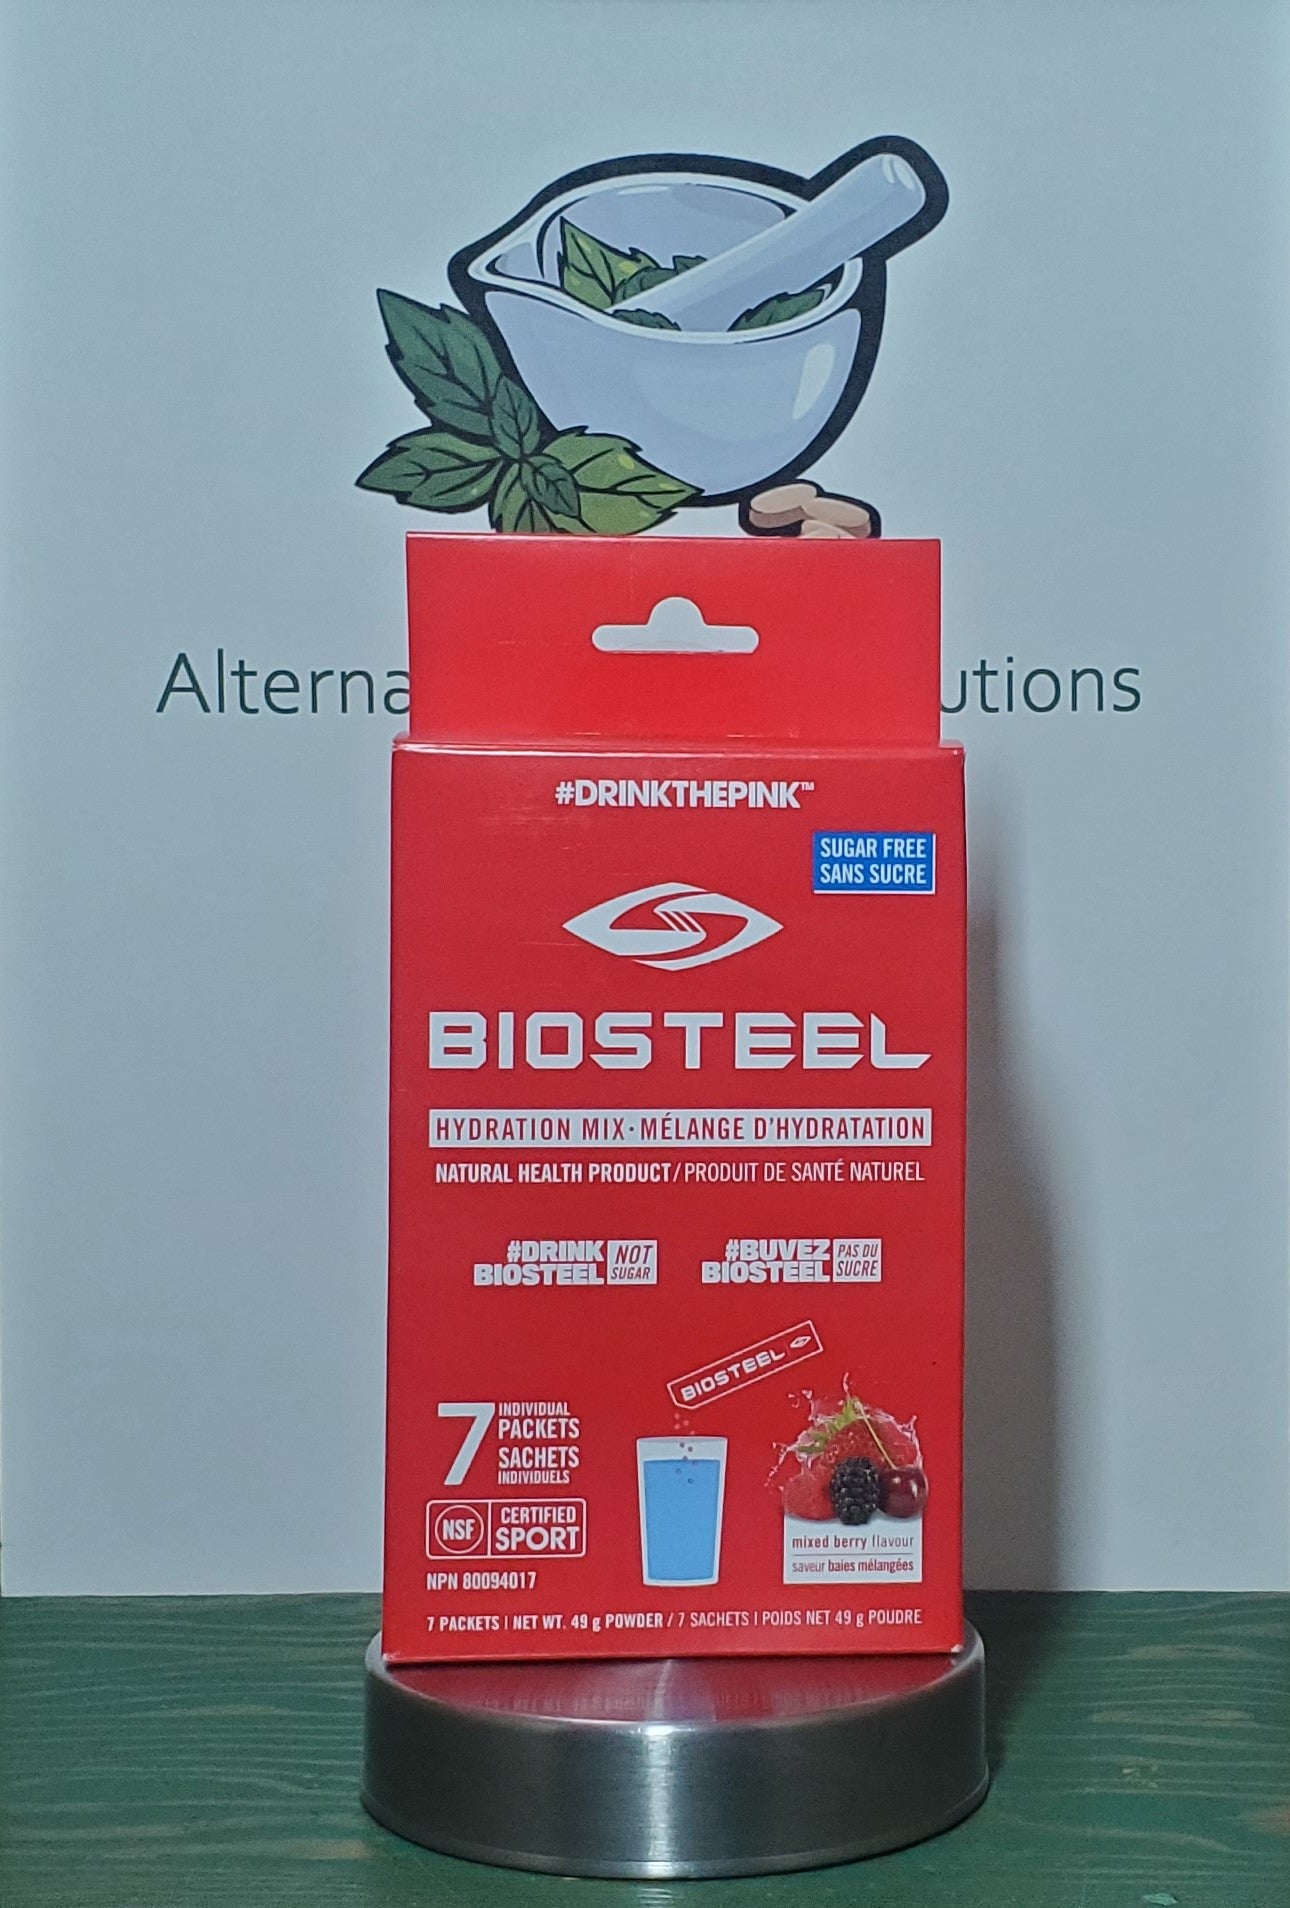 Alterna
utions
#DRINKTHEPINK™
SUGAR FREE
SANS SUCRE
BIOSTEEL
HYDRATION MIX·MÉLANGE D'HYDRATATION
NATURAL HEALTH PRODUCT/PRODUIT DE SANTÉ NATUREL
#DRINK
BIOSTEEL
NOT
SUGAR
#BUVEZ
BIOSTEEL
PAS DU
SUCRE
BIOSTEEL
7
INDIVIDUAL
PACKETS
SACHETS
INDIVIDUELS
NSF
CERTIFIED
SPORT
mixed berry flavour
saveur baies mélangées
NPN 80094017
7 PACKETS | NET WT. 49 g POWDER / 7 SACHETS | POIDS NET 49 g POUDRE